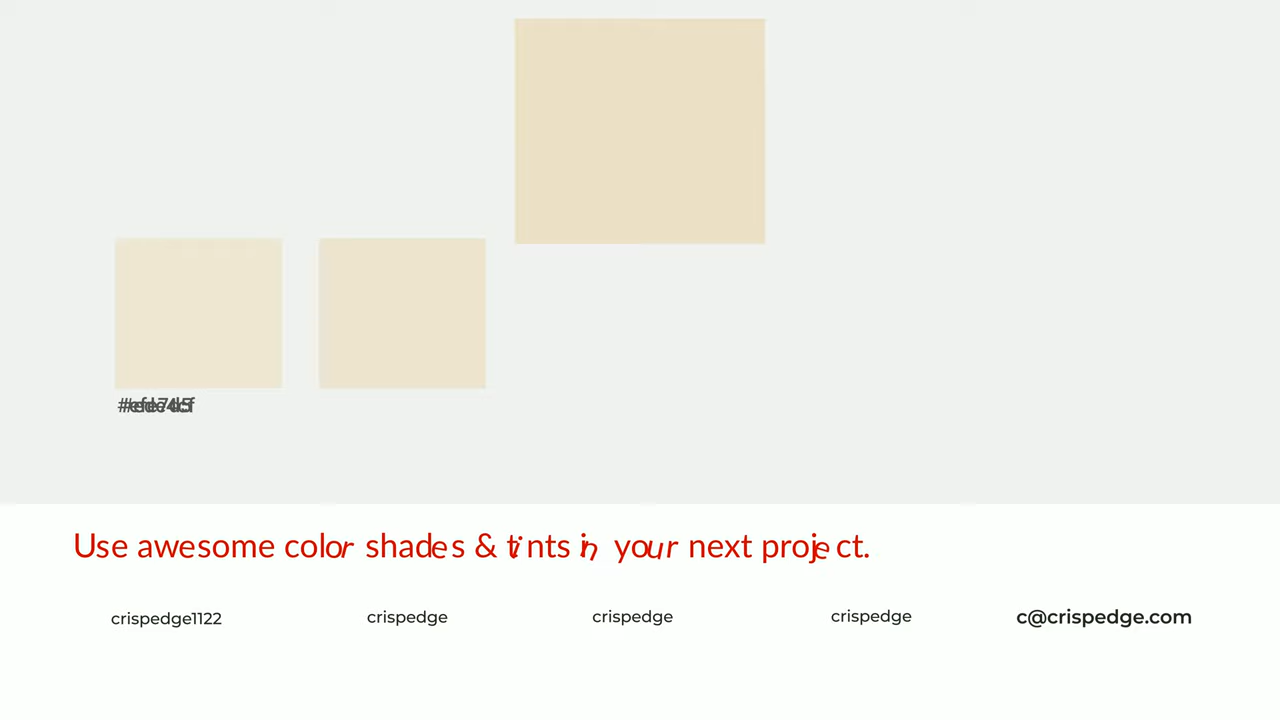 Use awesome color shades & tints in your next project.
crispedge1122 crispedge crispedge crispedge c@crispedge.com